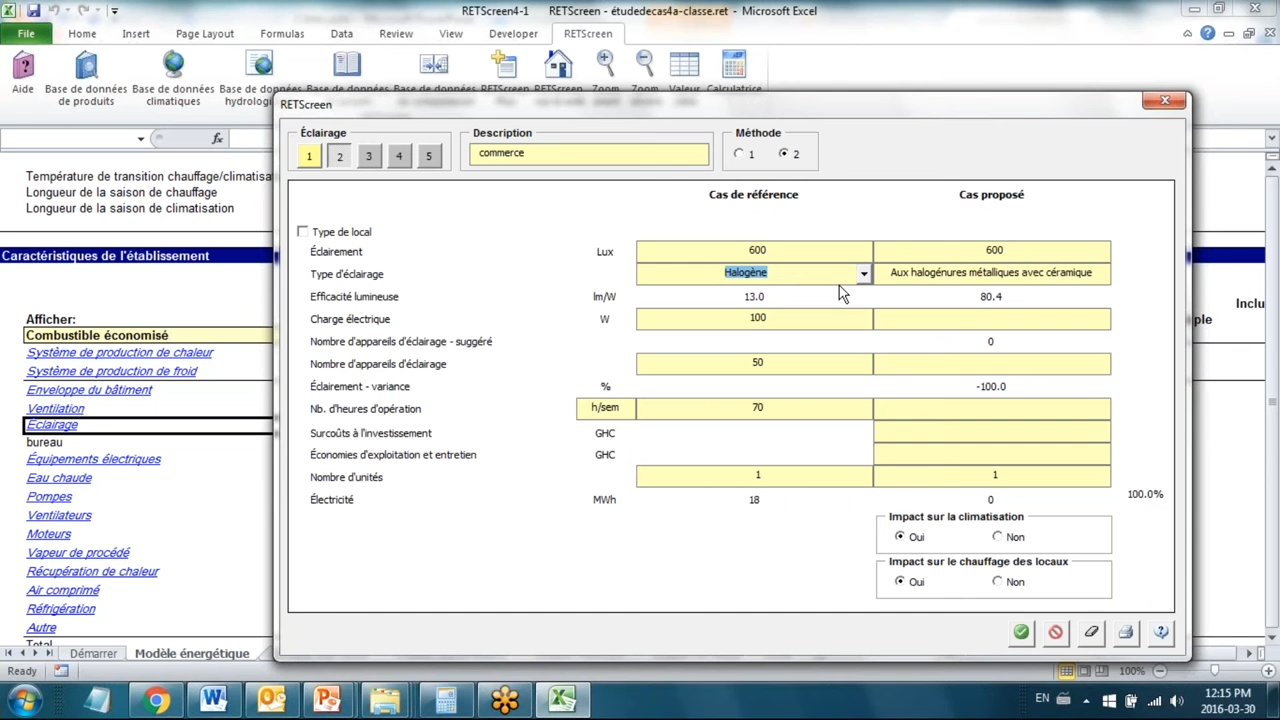 RETScreen4-1 RETScreen - étudedecas4a-classe.ret - Microsoft Excel
File Home Insert Page Layout Formulas Data Review View Developer RETScreen
Aide
Base de données de produits
Base de données climatiques
Base de données
RETScreen
Éclairage
1 2 3 4 5
Description
commerce
Méthode
1 2
Température de transition chauffage/climatisa
Longueur de la saison de chauffage
Longueur de la saison de climatisation
Caractéristiques de l'établissement
Afficher:
Combustible économisé
Système de production de chaleur
Système de production de froid
Enveloppe du bâtiment
Ventilation
Éclairage
bureau
Équipements électriques
Eau chaude
Pompes
Ventilateurs
Moteurs
Vapeur de procédé
Récupération de chaleur
Air comprimé
Réfrigération
Autre
Total
Inclu
ple
Cas de référence Cas proposé
Type de local
Éclairement Lux 600 600
Type d'éclairage Halogène Aux halogénures métalliques avec céramique
Efficacité lumineuse lm/W 13.0 80.4
Charge électrique W 100
Nombre d'appareils d'éclairage - suggéré 0
Nombre d'appareils d'éclairage 50
Éclairement - variance % -100.0
Nb. d'heures d'opération h/sem 70
Surcoûts à l'investissement GHC
Économies d'exploitation et entretien GHC
Nombre d'unités 1 1
Électricité MWh 18 0 100.0%
Impact sur la climatisation
Oui Non
Impact sur le chauffage des locaux
Oui Non
Démarrer Modèle énergétique
Ready 100%
EN 12:15 PM
2016-03-30